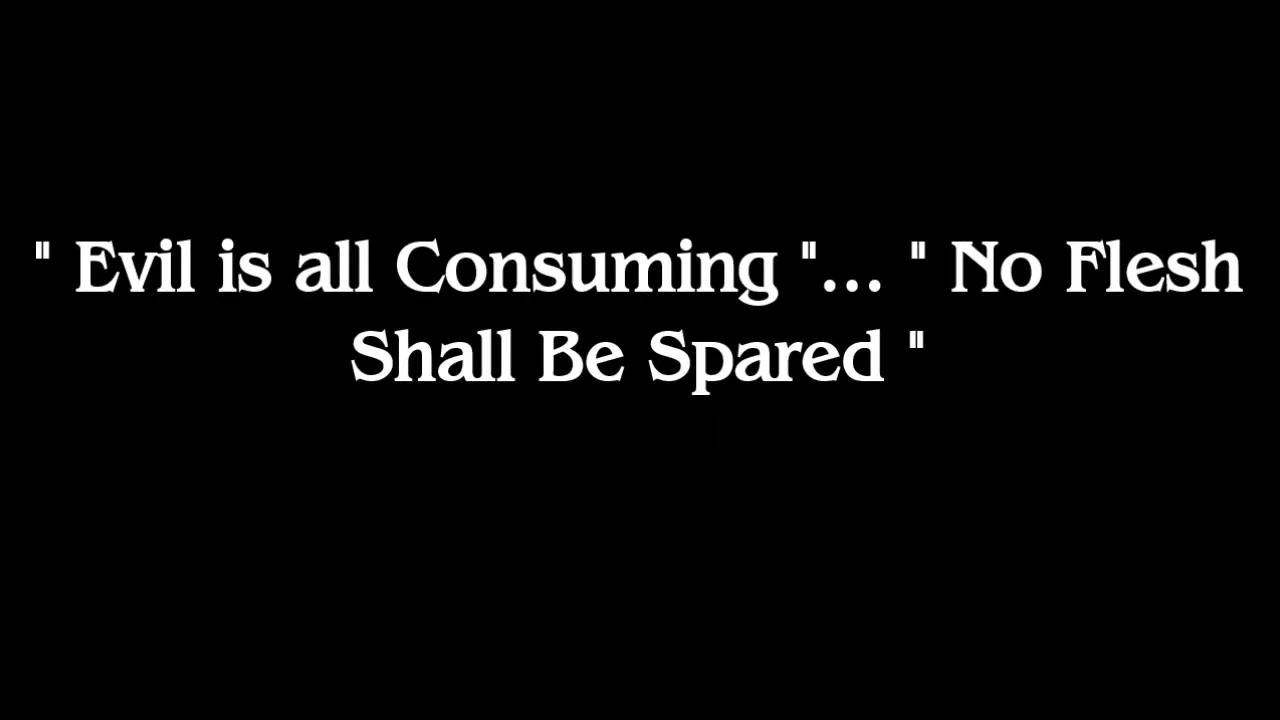 " Evil is all Consuming "... " No Flesh
Shall Be Spared "